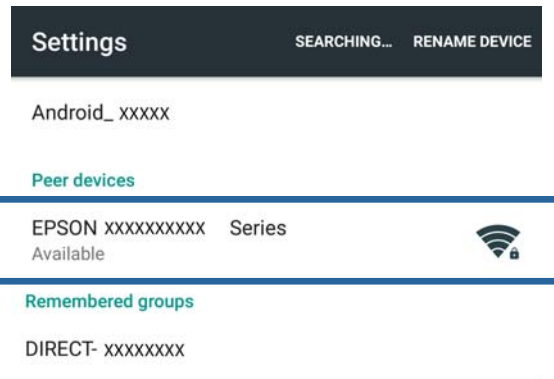 Settings SEARCHING... RENAME DEVICE
Android_ xxxxx
Peer devices
EPSON xxxxxxxxxx Series
Available
Remembered groups
DIRECT- xxxxxxxx